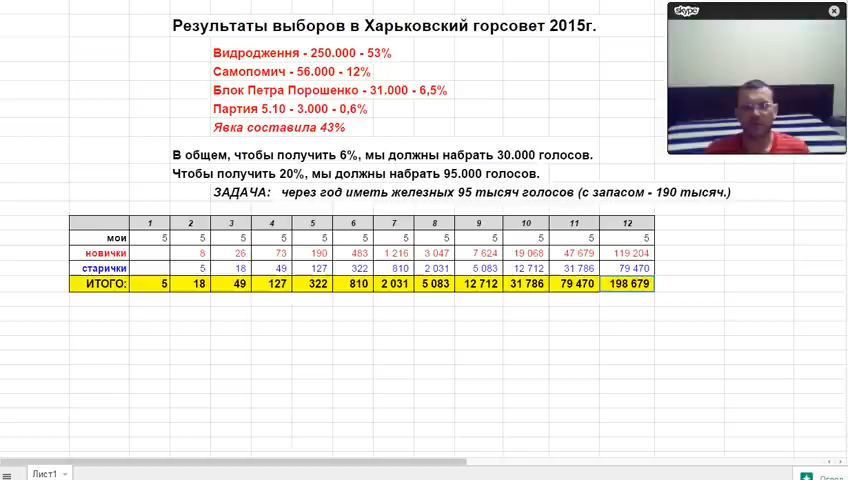 Результаты выборов в Харьковский горсовет 2015г.
skype
Видродження - 250.000 - 53%
Самопомич - 56.000 - 12%
Блок Петра Порошенко - 31.000 - 6,5%
Партия 5.10 - 3.000 - 0,6%
Явка составила 43%
В общем, чтобы получить 6%, мы должны набрать 30.000 голосов.
Чтобы получить 20%, мы должны набрать 95.000 голосов.
ЗАДАЧА: через год иметь железных 95 тысяч голосов (с запасом - 190 тысяч.)
1 2 3 4 5 6 7 8 9 10 11 12
мои 5 5 5 5 5 5 5 5 5 5 5 5
новички 8 26 73 190 483 1 216 3 047 7 624 19 068 47 679 119 204
старички 5 18 49 127 322 810 2 031 5 083 12 712 31 786 79 470
ИТОГО: 5 18 49 127 322 810 2 031 5 083 12 712 31 786 79 470 198 679
Лист1